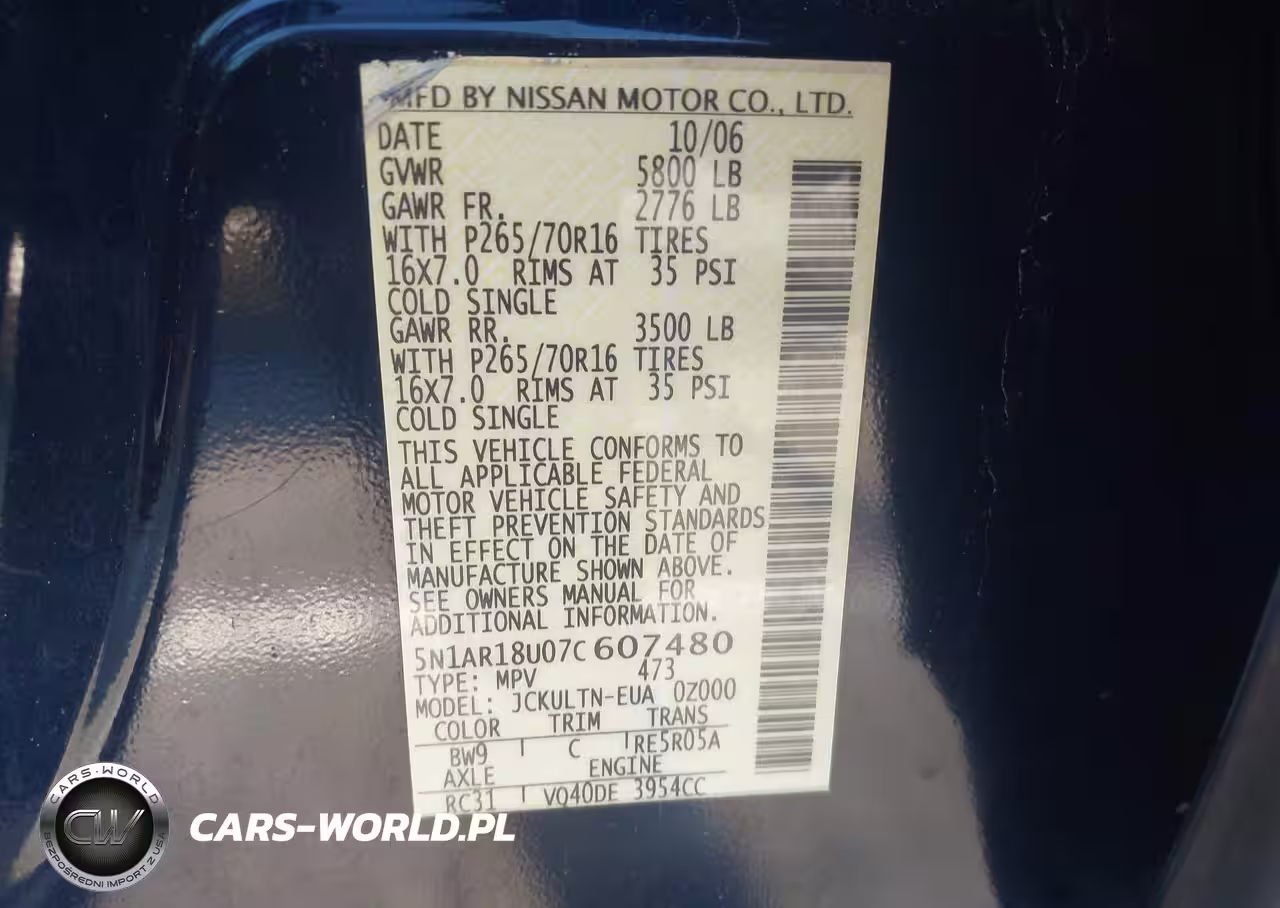 MFD BY NISSAN MOTOR CO., LTD.
DATE 10/06
GVWR 5800 LB
GAWR FR. 2776 LB
WITH P265/70R16 TIRES
16X7.0 RIMS AT 35 PSI
COLD SINGLE
GAWR RR. 3500 LB
WITH P265/70R16 TIRES
16X7.0 RIMS AT 35 PSI
COLD SINGLE
THIS VEHICLE CONFORMS TO
ALL APPLICABLE FEDERAL
MOTOR VEHICLE SAFETY AND
THEFT PREVENTION STANDARDS
IN EFFECT ON THE DATE OF
MANUFACTURE SHOWN ABOVE.
SEE OWNERS MANUAL FOR
ADDITIONAL INFORMATION.
5N1AR18U07C607480
TYPE: MPV 473
MODEL: JCKULTN-EUA 0Z000
COLOR TRIM TRANS
BW9 C RE5R05A
AXLE ENGINE
RC31 VQ40DE 3954CC
CARS-WORLD
CW
BEZPOŚREDNI IMPORT Z USA
CARS-WORLD.PL